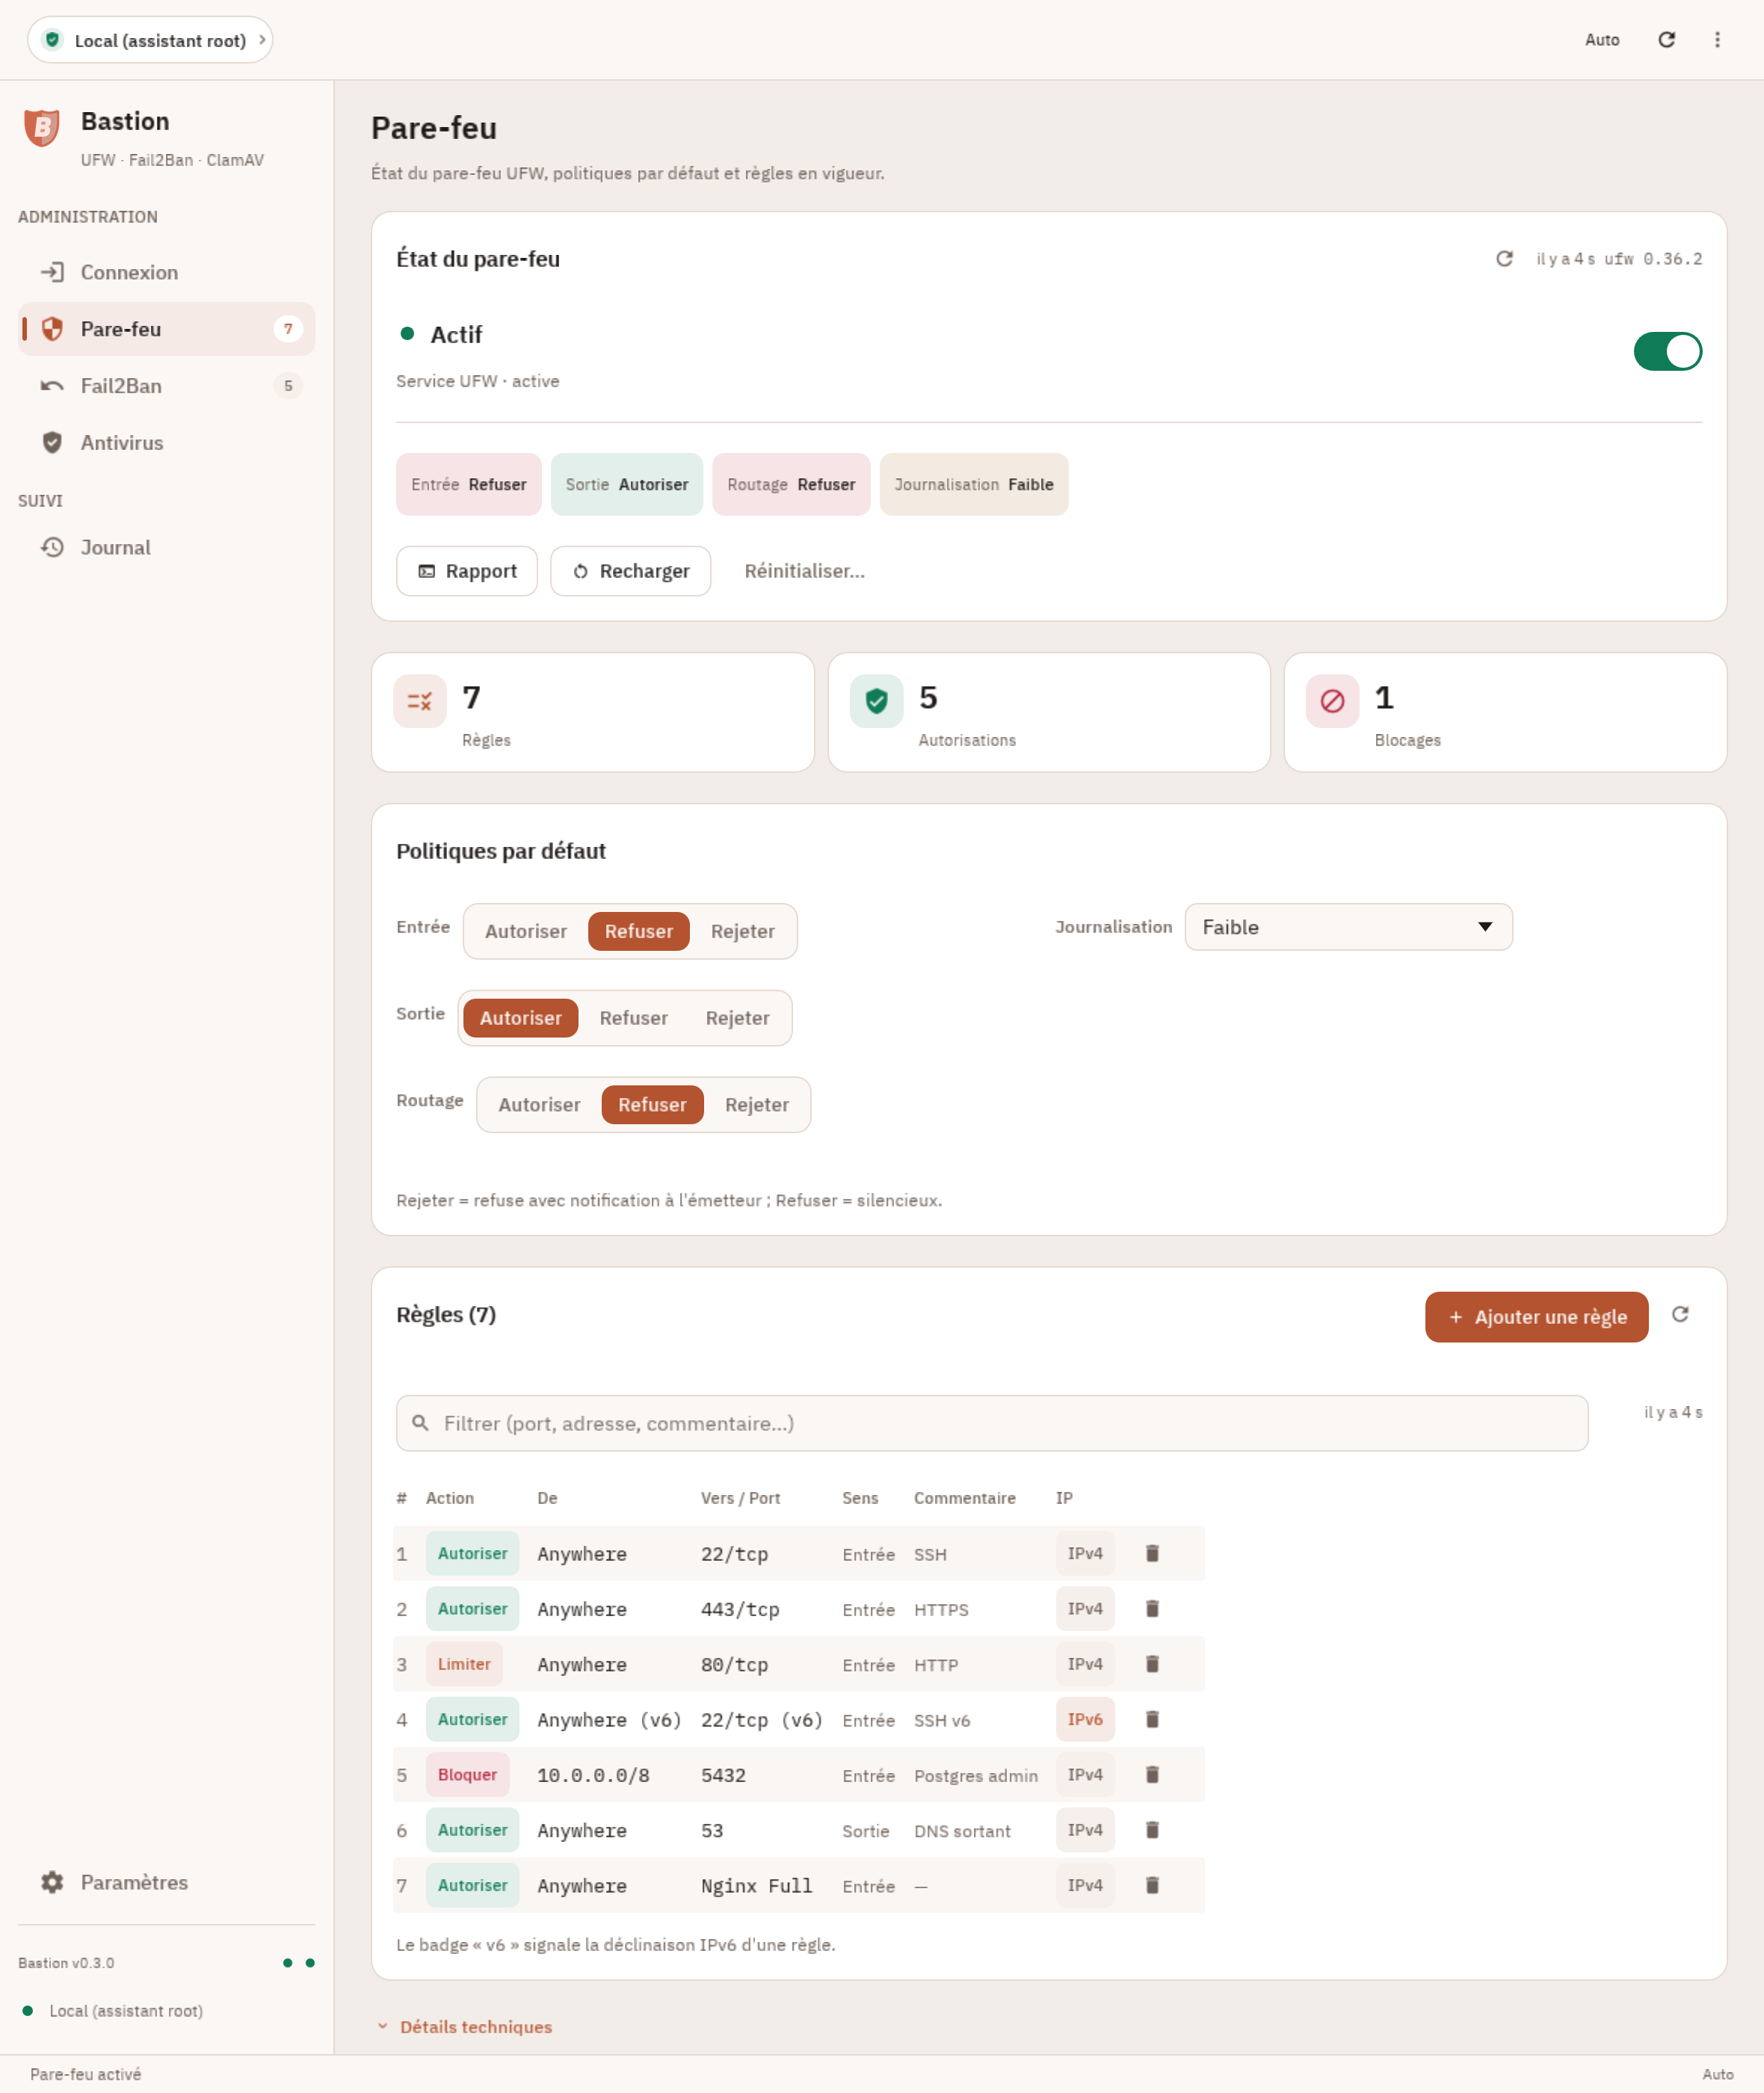 Local (assistant root)
Auto
Bastion
UFW · Fail2Ban · ClamAV
ADMINISTRATION
Connexion
Pare-feu 7
Fail2Ban 5
Antivirus
SUIVI
Journal
Paramètres
Bastion v0.3.0
Local (assistant root)
Pare-feu
État du pare-feu UFW, politiques par défaut et règles en vigueur.
État du pare-feu
il y a 4 s ufw 0.36.2
Actif
Service UFW · active
Entrée Refuser Sortie Autoriser Routage Refuser Journalisation Faible
Rapport Recharger Réinitialiser...
7
Règles
5
Autorisations
1
Blocages
Politiques par défaut
Entrée Autoriser Refuser Rejeter
Journalisation Faible
Sortie Autoriser Refuser Rejeter
Routage Autoriser Refuser Rejeter
Rejeter = refuse avec notification à l'émetteur ; Refuser = silencieux.
Règles (7)
+ Ajouter une règle
Filtrer (port, adresse, commentaire...)
il y a 4 s
# Action De Vers / Port Sens Commentaire IP
1 Autoriser Anywhere 22/tcp Entrée SSH IPv4
2 Autoriser Anywhere 443/tcp Entrée HTTPS IPv4
3 Limiter Anywhere 80/tcp Entrée HTTP IPv4
4 Autoriser Anywhere (v6) 22/tcp (v6) Entrée SSH v6 IPv6
5 Bloquer 10.0.0.0/8 5432 Entrée Postgres admin IPv4
6 Autoriser Anywhere 53 Sortie DNS sortant IPv4
7 Autoriser Anywhere Nginx Full Entrée — IPv4
Le badge « v6 » signale la déclinaison IPv6 d'une règle.
Détails techniques
Pare-feu activé
Auto